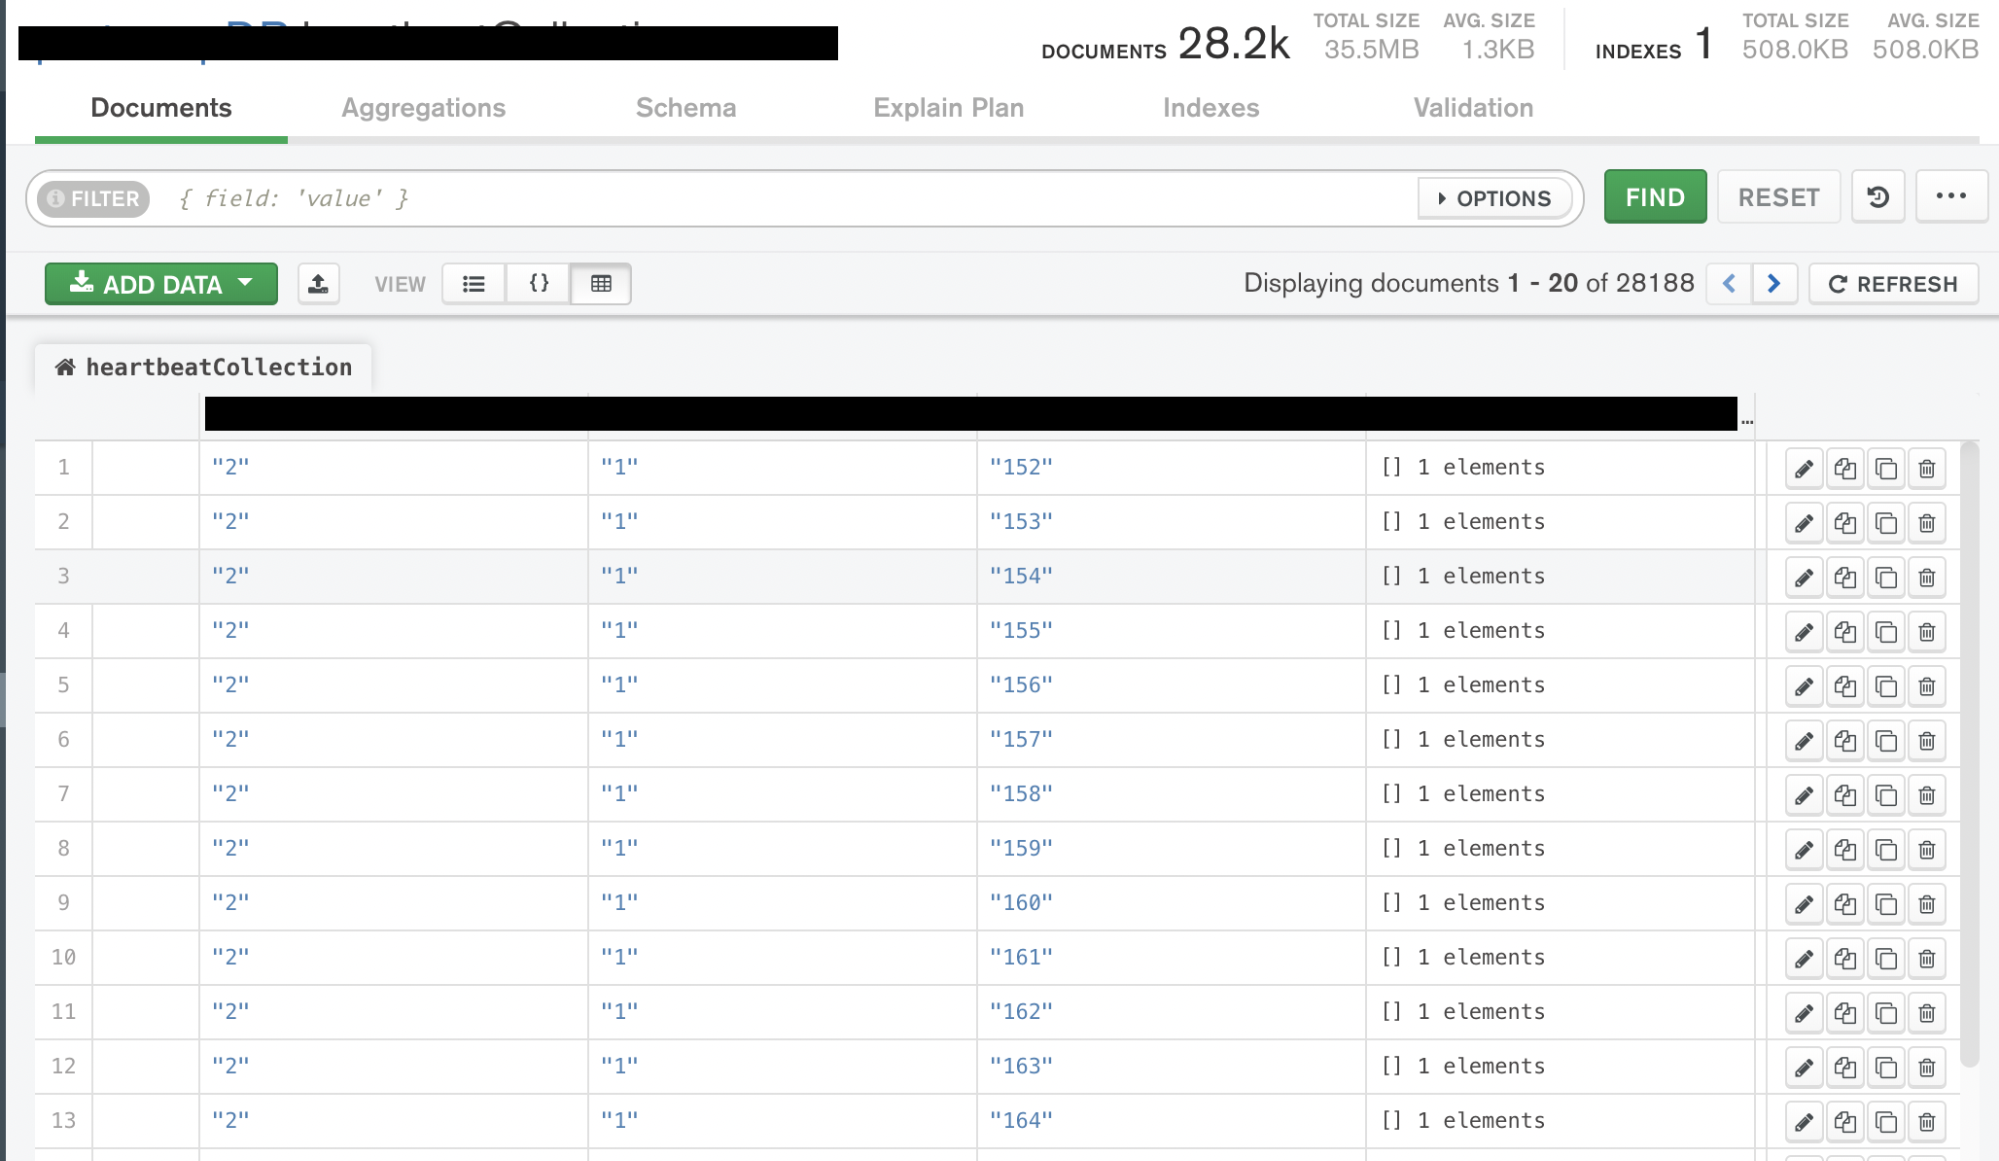 DOCUMENTS 28.2k TOTAL SIZE 35.5MB AVG. SIZE 1.3KB INDEXES 1 TOTAL SIZE 508.0KB AVG. SIZE 508.0KB
Documents Aggregations Schema Explain Plan Indexes Validation
FILTER { field: 'value' } OPTIONS FIND RESET ...
ADD DATA VIEW {} Displaying documents 1 - 20 of 28188 REFRESH
heartbeatCollection
...
1 "2" "1" "152" [] 1 elements
2 "2" "1" "153" [] 1 elements
3 "2" "1" "154" [] 1 elements
4 "2" "1" "155" [] 1 elements
5 "2" "1" "156" [] 1 elements
6 "2" "1" "157" [] 1 elements
7 "2" "1" "158" [] 1 elements
8 "2" "1" "159" [] 1 elements
9 "2" "1" "160" [] 1 elements
10 "2" "1" "161" [] 1 elements
11 "2" "1" "162" [] 1 elements
12 "2" "1" "163" [] 1 elements
13 "2" "1" "164" [] 1 elements